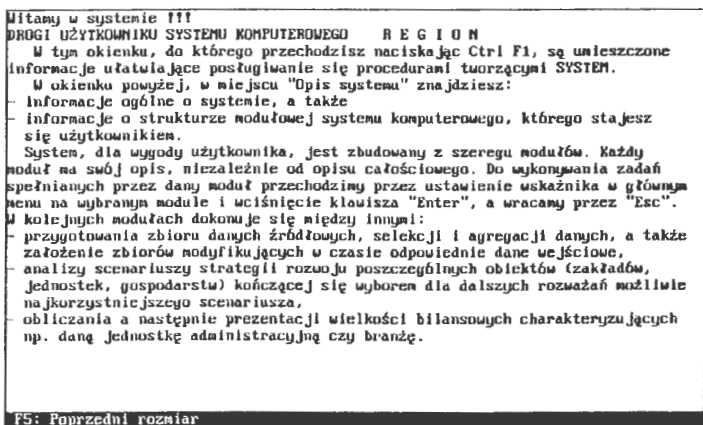 Witamy w systemie !!!
DROGI UŻYTKOWNIKU SYSTEMU KOMPUTEROWEGO R E G I O N
W tym okienku, do którego przechodzisz naciskając Ctrl F1, są umieszczone
informacje ułatwiające posługiwanie się procedurami tworzącymi SYSTEM.
W okienku powyżej, w miejscu "Opis systemu" znajdziesz:
- informacje ogólne o systemie, a także
- informacje o strukturze modułowej systemu komputerowego, którego stajesz
się użytkownikiem.
System, dla wygody użytkownika, jest zbudowany z szeregu modułów. Każdy
moduł ma swój opis, niezależnie od opisu całościowego. Do wykonywania zadań
spełnianych przez dany moduł przechodzimy przez ustawienie wskaźnika w głównym
menu na wybranym module i wciśnięcie klawisza "Enter", a wracamy przez "Esc".
W kolejnych modułach dokonuje się między innymi:
- przygotowania zbioru danych źródłowych, selekcji i agregacji danych, a także
założenie zbiorów modyfikujących w czasie odpowiednie dane wejściowe,
- analizy scenariuszy strategii rozwoju poszczególnych obiektów (zakładów,
jednostek, gospodarstw) kończącej się wyborem dla dalszych rozważań możliwie
najkorzystniejszego scenariusza,
- obliczania a następnie prezentacji wielkości bilansowych charakteryzujących
np. daną jednostkę administracyjną czy branżę.
F5: Poprzedni rozmiar